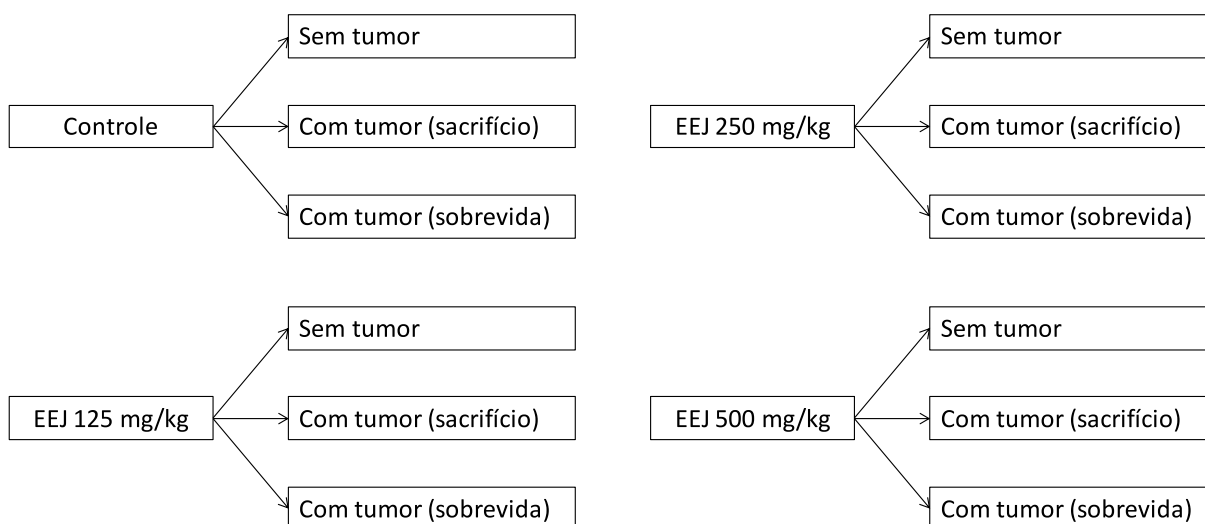 Controle
Sem tumor
Com tumor (sacrifício)
Com tumor (sobrevida)
EEJ 250 mg/kg
Sem tumor
Com tumor (sacrifício)
Com tumor (sobrevida)
EEJ 125 mg/kg
Sem tumor
Com tumor (sacrifício)
Com tumor (sobrevida)
EEJ 500 mg/kg
Sem tumor
Com tumor (sacrifício)
Com tumor (sobrevida)